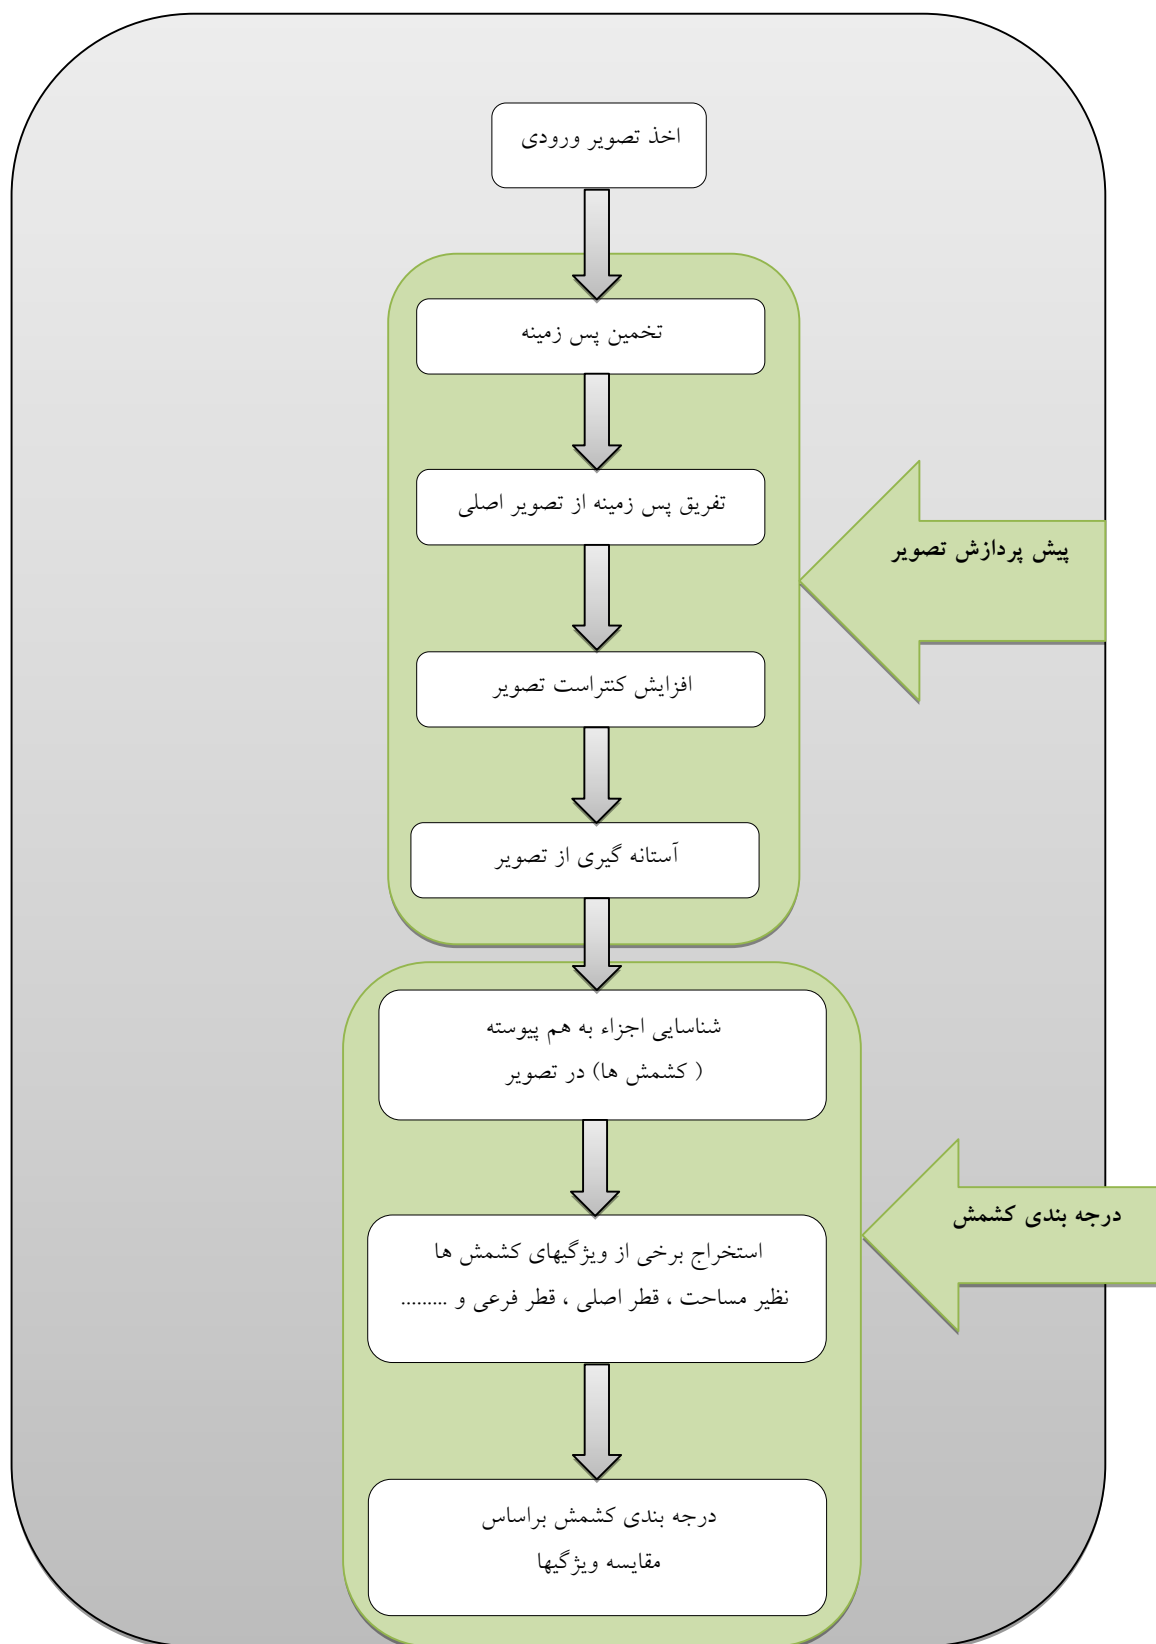 اخذ تصویر ورودی
تخمین پس زمینه
تفریق پس زمینه از تصویر اصلی
پیش پردازش تصویر
افزایش کنتراست تصویر
آستانه گیری از تصویر
شناسایی اجزاء به هم پیوسته
( کشمش ها) در تصویر
درجه بندی کشمش
استخراج برخی از ویژگیهای کشمش ها
نظیر مساحت ، قطر اصلی ، قطر فرعی و .........
درجه بندی کشمش براساس
مقایسه ویژگیها